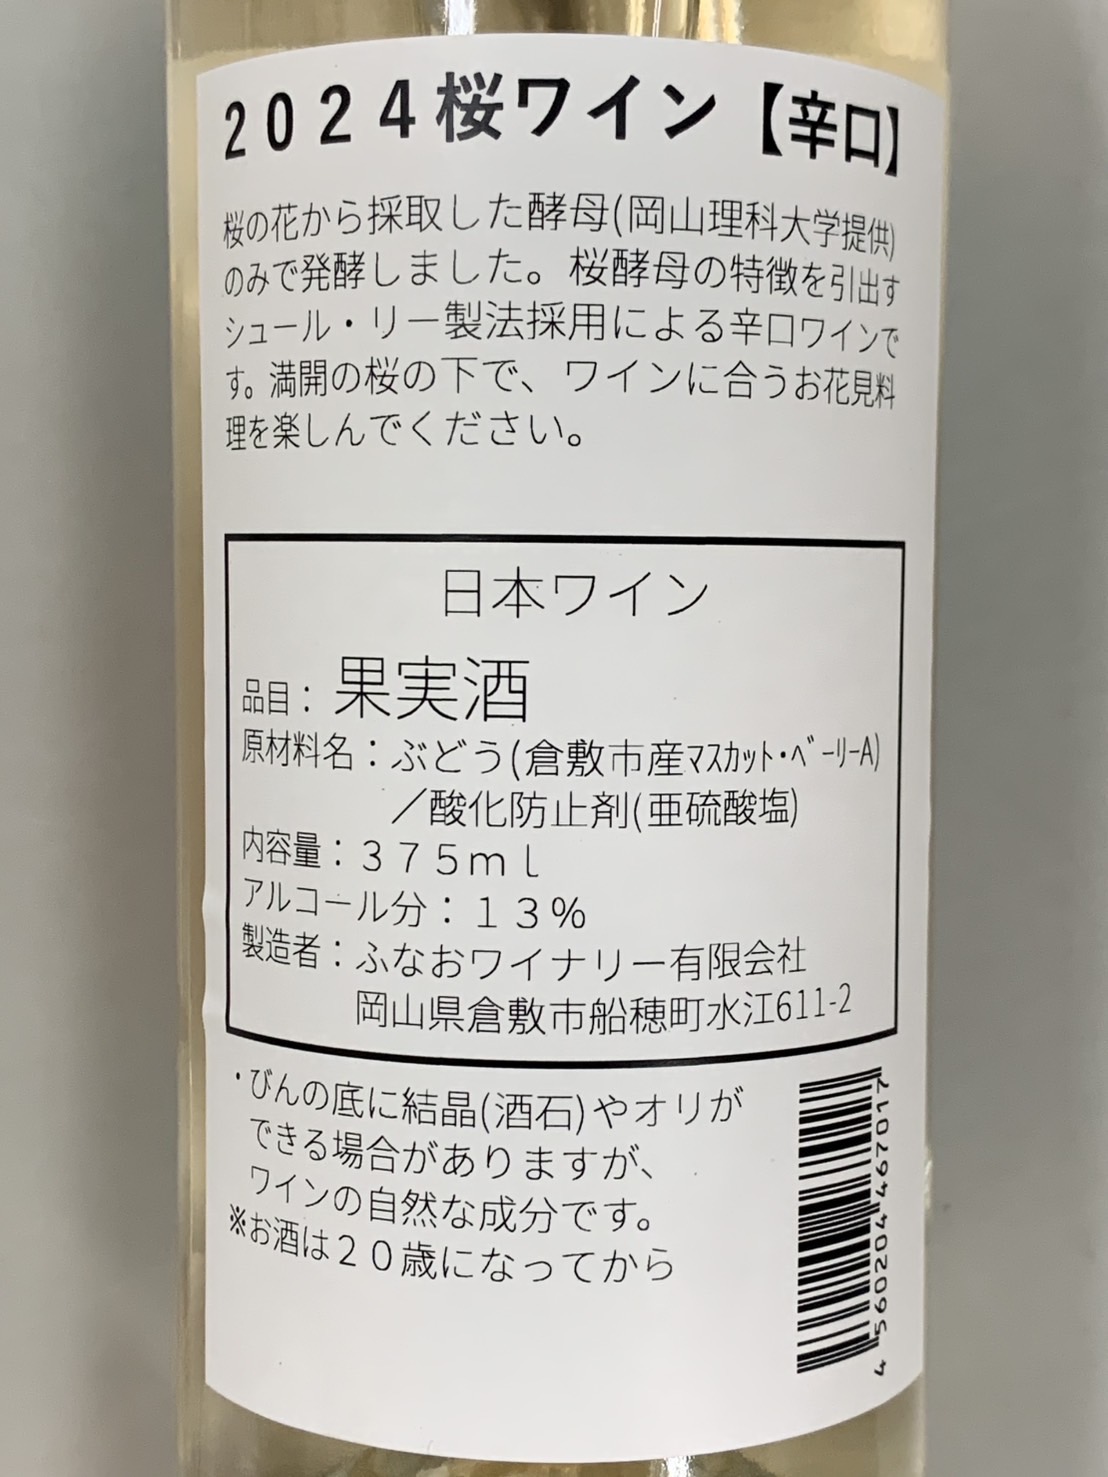 2024桜ワイン【辛口】
桜の花から採取した酵母(岡山理科大学提供)
のみで発酵しました。桜酵母の特徴を引出す
シュール・リー製法採用による辛口ワインで
す。満開の桜の下で、ワインに合うお花見料
理を楽しんでください。
日本ワイン
品目：果実酒
原材料名：ぶどう(倉敷市産ﾏｽｶｯﾄ・ﾍﾞｰﾘｰA)
／酸化防止剤(亜硫酸塩)
内容量：375ml
アルコール分：13%
製造者：ふなおワイナリー有限会社
岡山県倉敷市船穂町水江611-2
・びんの底に結晶(酒石)やオリが
できる場合がありますが、
ワインの自然な成分です。
※お酒は20歳になってから
4560204467017